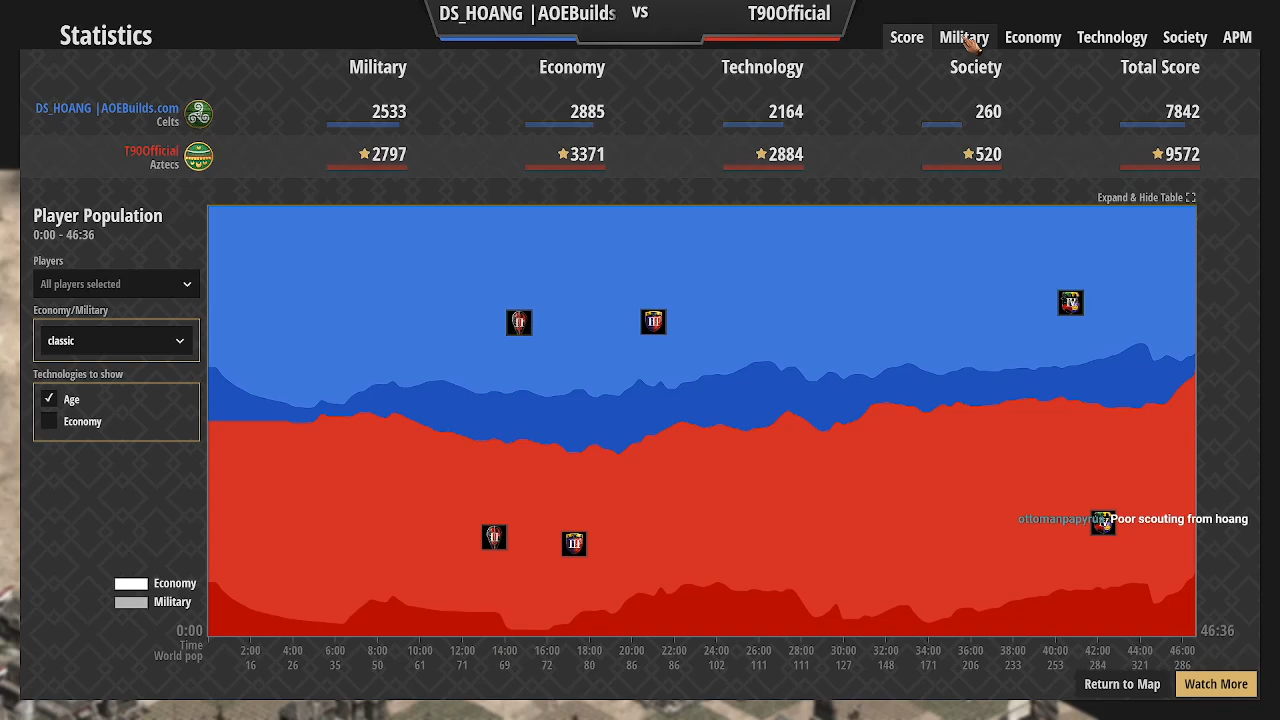 DS_HOANG |AOEBuilds VS T90Official
Statistics
Score Military Economy Technology Society APM
Military Economy Technology Society Total Score
DS_HOANG |AOEBuilds.com 2533 2885 2164 260 7842
Celts
T90Official 2797 3371 2884 520 9572
Aztecs
Expand & Hide Table
Player Population
0:00 - 46:36
Players
All players selected
Economy/Military
classic
Technologies to show
Age
Economy
II III IV
II III
ottomanpapyrus Poor scouting from hoang
Economy
Military
0:00 46:36
Time 2:00 4:00 6:00 8:00 10:00 12:00 14:00 16:00 18:00 20:00 22:00 24:00 26:00 28:00 30:00 32:00 34:00 36:00 38:00 40:00 42:00 44:00 46:00
World pop 16 26 35 50 61 71 69 72 80 86 86 102 111 111 127 148 171 206 233 253 284 321 286
Return to Map Watch More